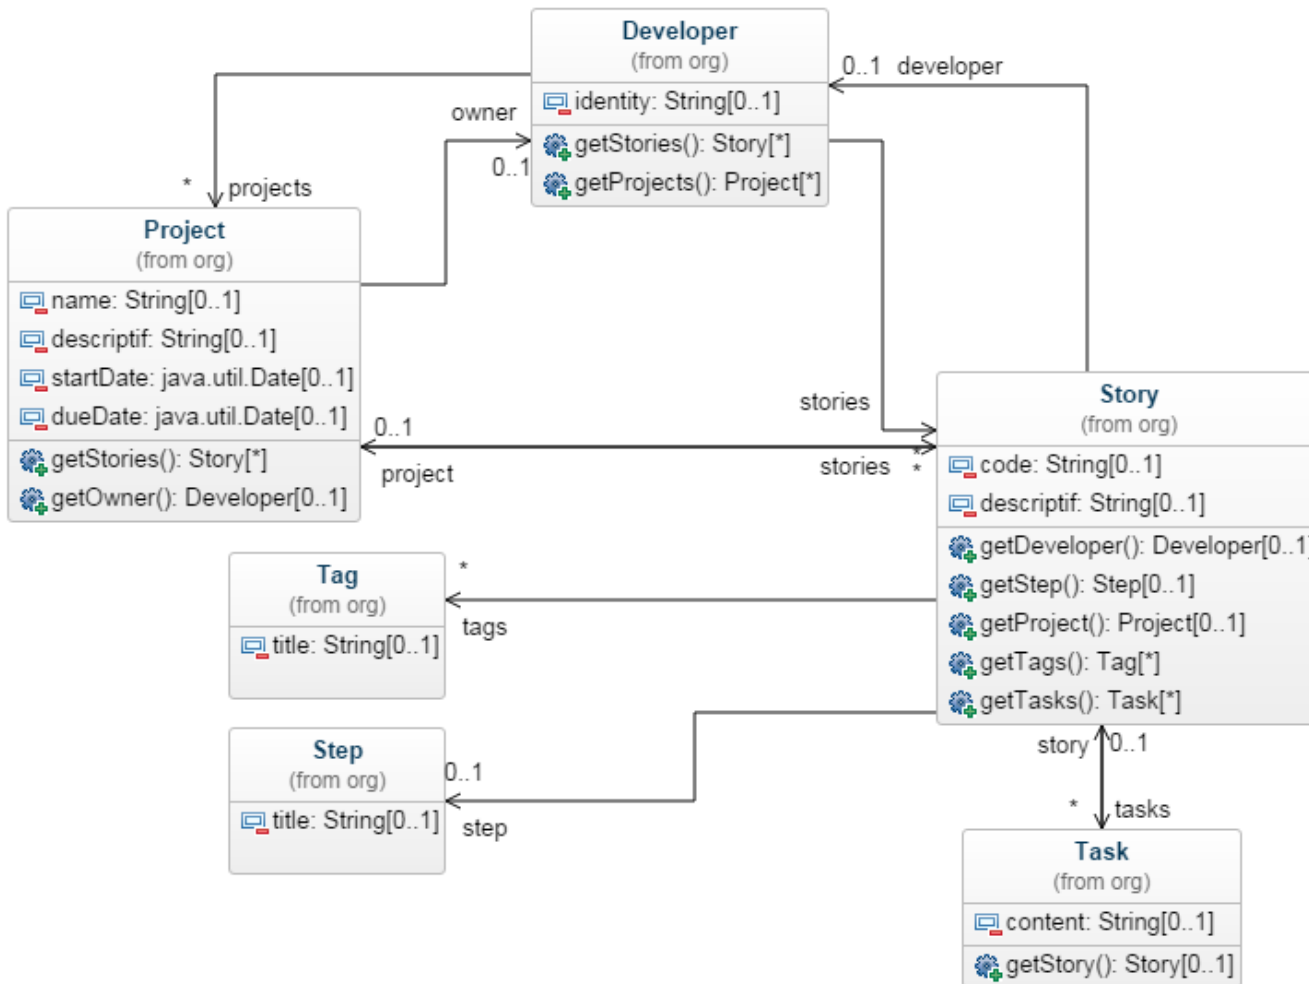 Developer
(from org)
identity: String[0..1]
getStories(): Story[*]
getProjects(): Project[*]
0..1 developer
owner
0..1
* projects
Project
(from org)
name: String[0..1]
descriptif: String[0..1]
startDate: java.util.Date[0..1]
dueDate: java.util.Date[0..1]
getStories(): Story[*]
getOwner(): Developer[0..1]
0..1
project
stories
*
stories
*
Story
(from org)
code: String[0..1]
descriptif: String[0..1]
getDeveloper(): Developer[0..1]
getStep(): Step[0..1]
getProject(): Project[0..1]
getTags(): Tag[*]
getTasks(): Task[*]
Tag
(from org)
title: String[0..1]
*
tags
Step
(from org)
title: String[0..1]
0..1
step
story 0..1
* tasks
Task
(from org)
content: String[0..1]
getStory(): Story[0..1]